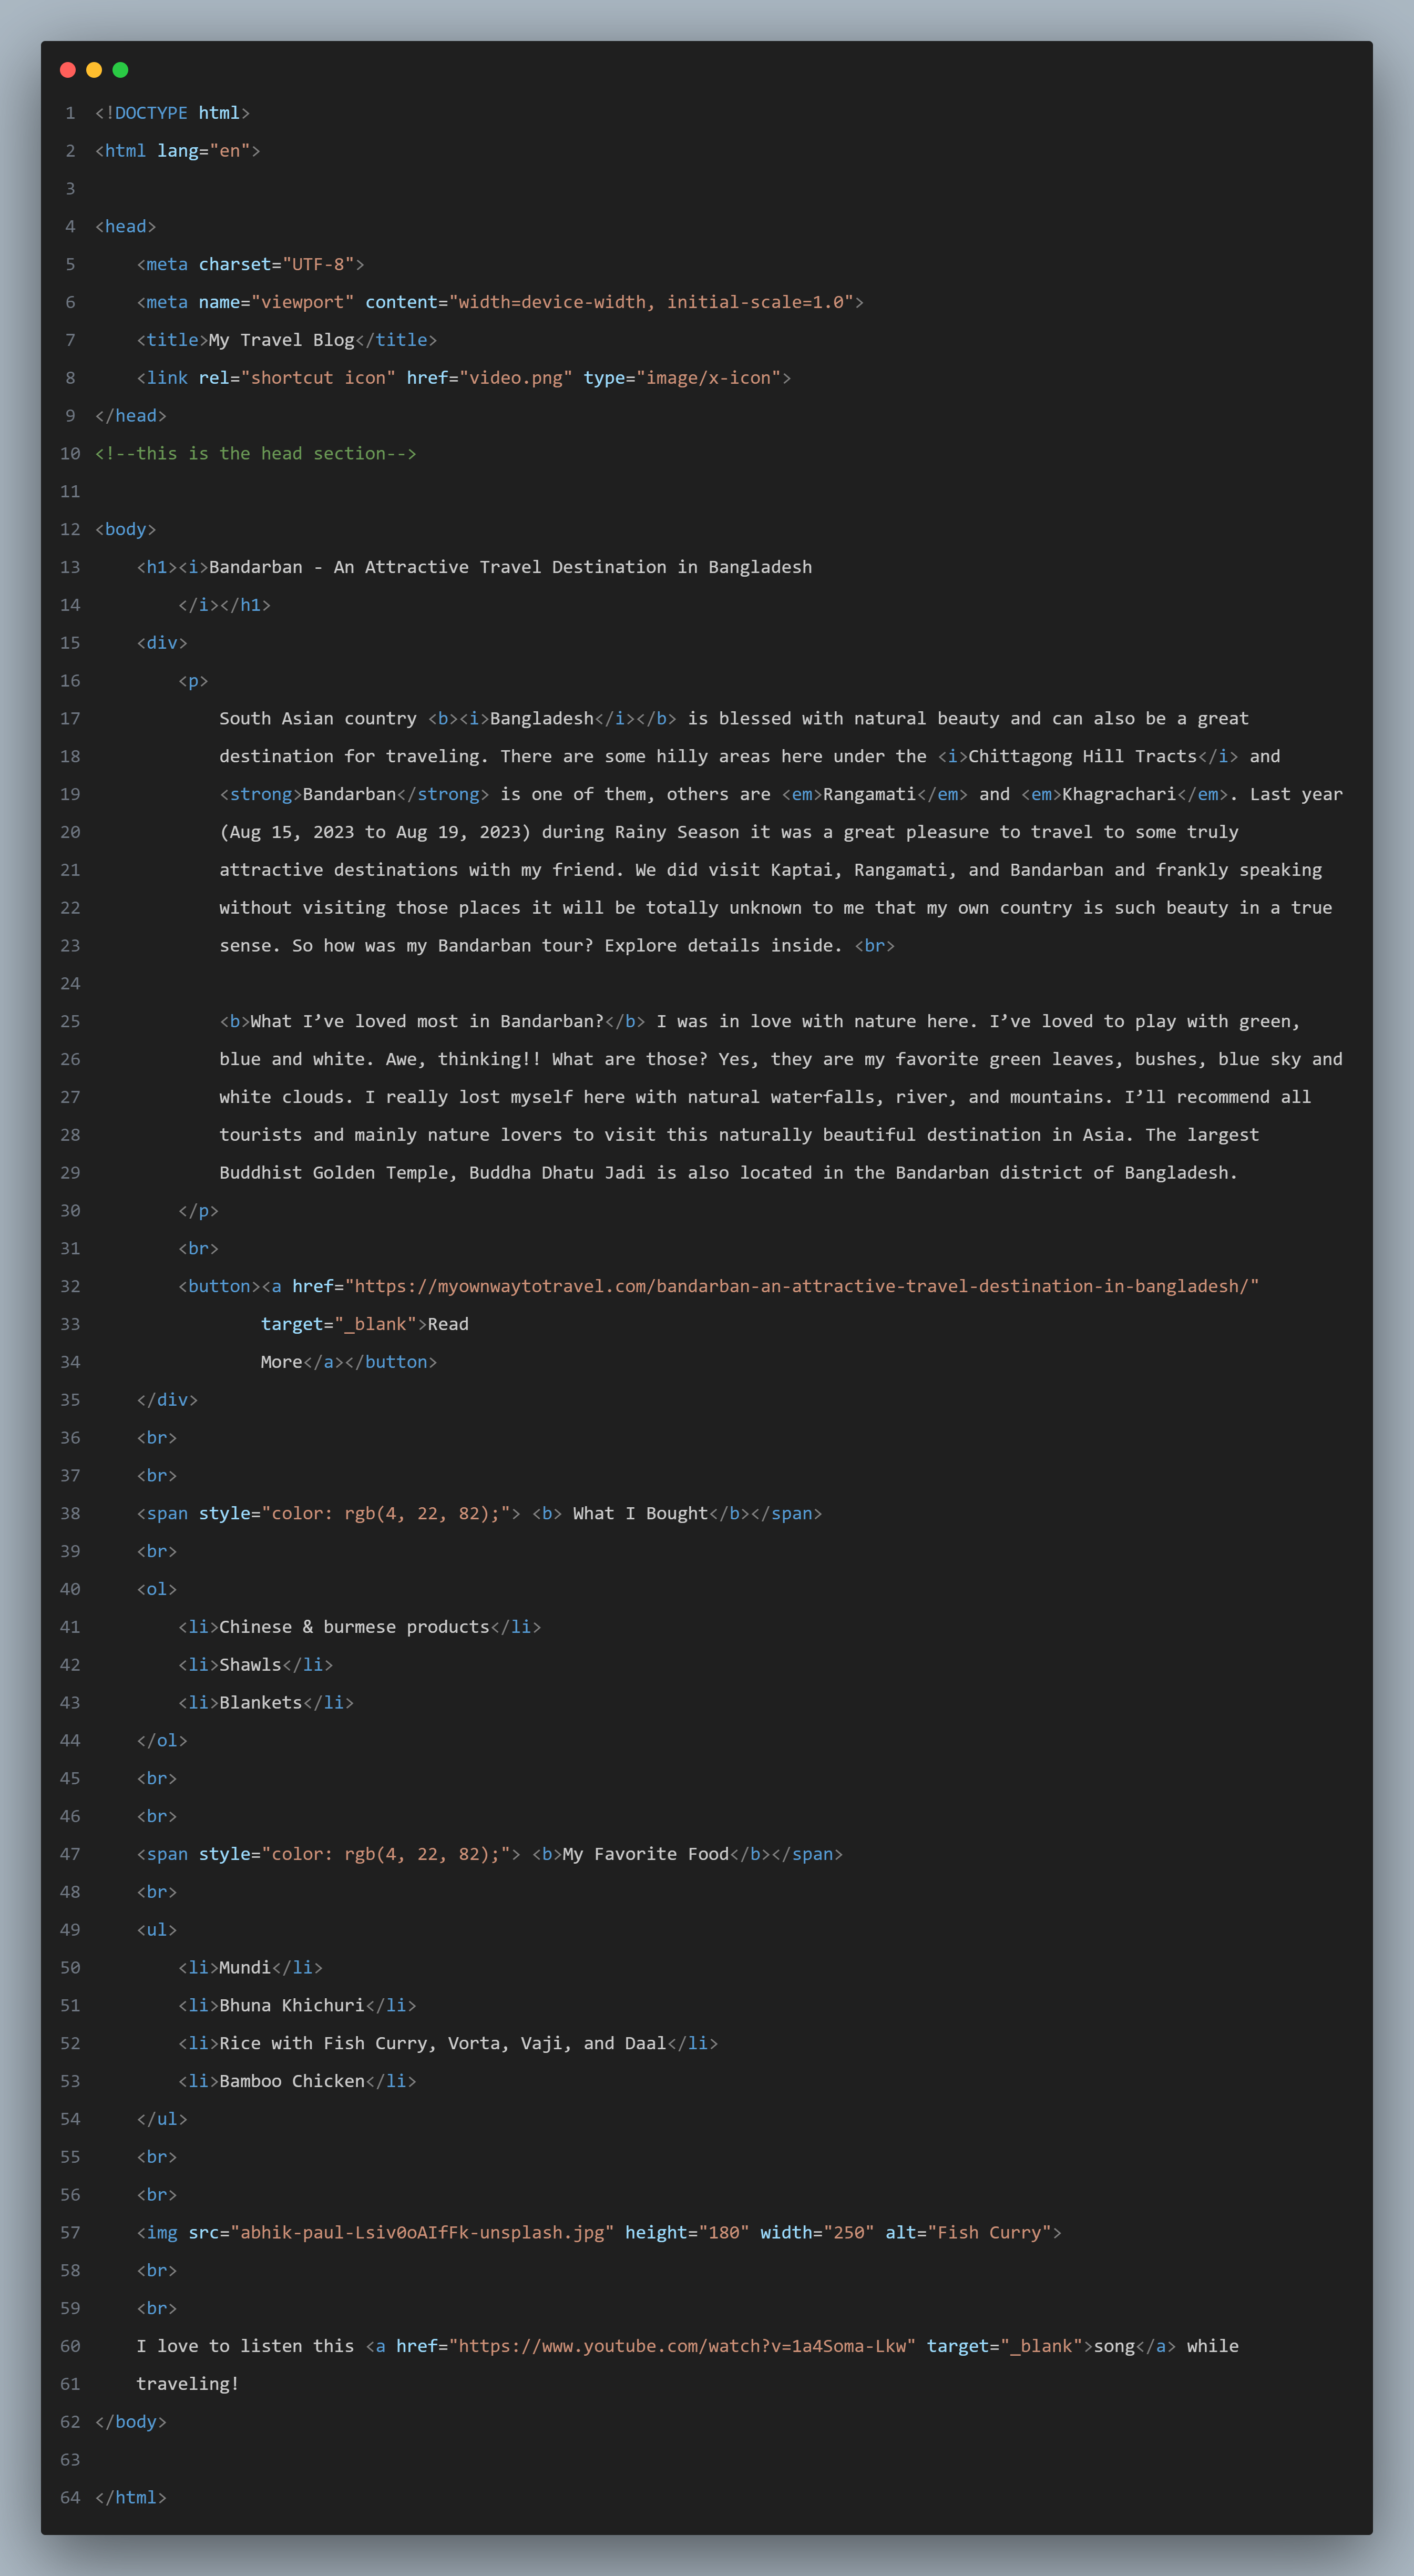 1 <!DOCTYPE html>
2 <html lang="en">
3
4 <head>
5     <meta charset="UTF-8">
6     <meta name="viewport" content="width=device-width, initial-scale=1.0">
7     <title>My Travel Blog</title>
8     <link rel="shortcut icon" href="video.png" type="image/x-icon">
9 </head>
10 <!--this is the head section-->
11
12 <body>
13     <h1><i>Bandarban - An Attractive Travel Destination in Bangladesh
14         </i></h1>
15     <div>
16         <p>
17             South Asian country <b><i>Bangladesh</i></b> is blessed with natural beauty and can also be a great
18             destination for traveling. There are some hilly areas here under the <i>Chittagong Hill Tracts</i> and
19             <strong>Bandarban</strong> is one of them, others are <em>Rangamati</em> and <em>Khagrachari</em>. Last year
20             (Aug 15, 2023 to Aug 19, 2023) during Rainy Season it was a great pleasure to travel to some truly
21             attractive destinations with my friend. We did visit Kaptai, Rangamati, and Bandarban and frankly speaking
22             without visiting those places it will be totally unknown to me that my own country is such beauty in a true
23             sense. So how was my Bandarban tour? Explore details inside. <br>
24
25             <b>What I’ve loved most in Bandarban?</b> I was in love with nature here. I’ve loved to play with green,
26             blue and white. Awe, thinking!! What are those? Yes, they are my favorite green leaves, bushes, blue sky and
27             white clouds. I really lost myself here with natural waterfalls, river, and mountains. I’ll recommend all
28             tourists and mainly nature lovers to visit this naturally beautiful destination in Asia. The largest
29             Buddhist Golden Temple, Buddha Dhatu Jadi is also located in the Bandarban district of Bangladesh.
30         </p>
31         <br>
32         <button><a href="https://myownwaytotravel.com/bandarban-an-attractive-travel-destination-in-bangladesh/"
33                 target="_blank">Read
34                 More</a></button>
35     </div>
36     <br>
37     <br>
38     <span style="color: rgb(4, 22, 82);"> <b> What I Bought</b></span>
39     <br>
40     <ol>
41         <li>Chinese & burmese products</li>
42         <li>Shawls</li>
43         <li>Blankets</li>
44     </ol>
45     <br>
46     <br>
47     <span style="color: rgb(4, 22, 82);"> <b>My Favorite Food</b></span>
48     <br>
49     <ul>
50         <li>Mundi</li>
51         <li>Bhuna Khichuri</li>
52         <li>Rice with Fish Curry, Vorta, Vaji, and Daal</li>
53         <li>Bamboo Chicken</li>
54     </ul>
55     <br>
56     <br>
57     <img src="abhik-paul-Lsiv0oAIfFk-unsplash.jpg" height="180" width="250" alt="Fish Curry">
58     <br>
59     <br>
60     I love to listen this <a href="https://www.youtube.com/watch?v=1a4Soma-Lkw" target="_blank">song</a> while
61     traveling!
62 </body>
63
64 </html>